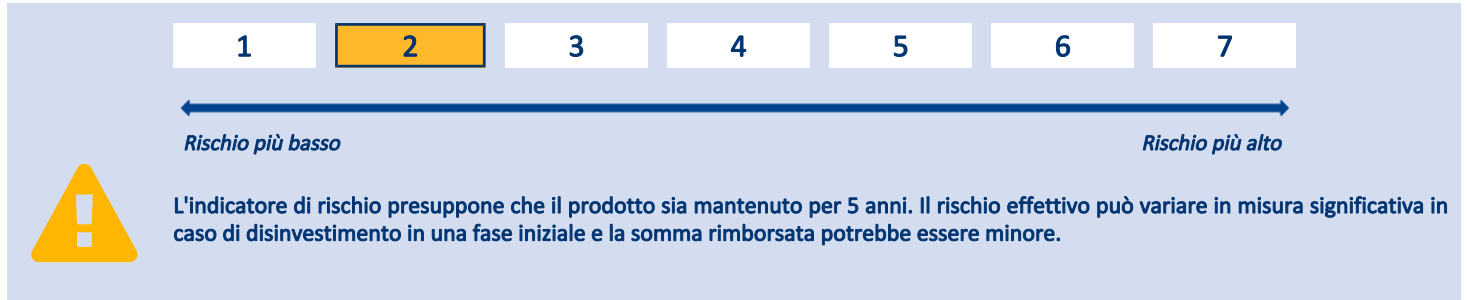 1 2 3 4 5 6 7
Rischio più basso Rischio più alto
L'indicatore di rischio presuppone che il prodotto sia mantenuto per 5 anni. Il rischio effettivo può variare in misura significativa in
caso di disinvestimento in una fase iniziale e la somma rimborsata potrebbe essere minore.